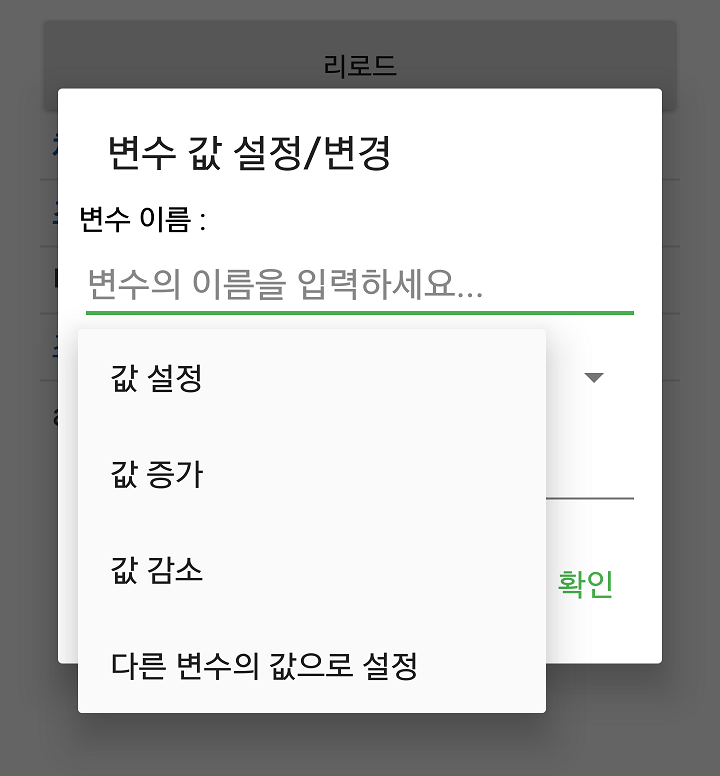 리로드
변수 값 설정/변경
변수 이름 :
변수의 이름을 입력하세요...
값 설정
값 증가
값 감소
확인
다른 변수의 값으로 설정